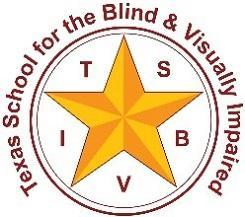 Texas School for the Blind & Visually Impaired
T S
I B
V